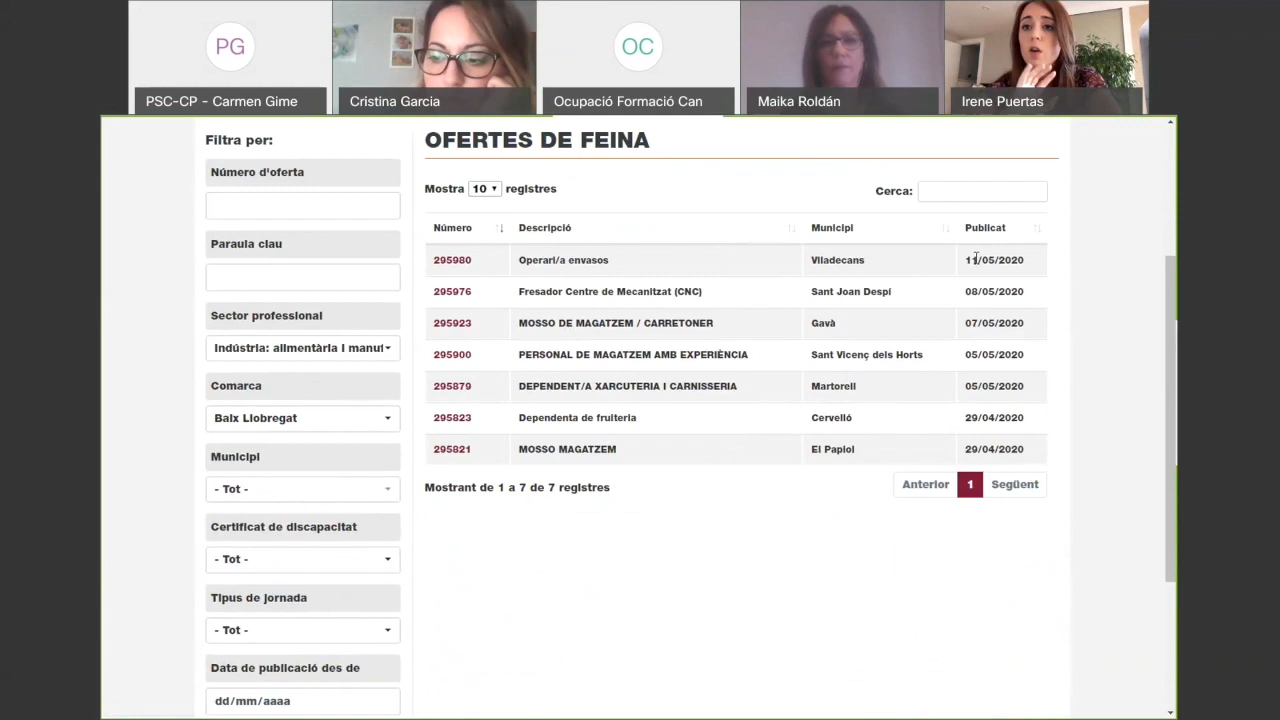 PG
OC
PSC-CP - Carmen Gime
Cristina Garcia
Ocupació Formació Can
Maika Roldán
Irene Puertas
Filtra per:
Número d'oferta
Paraula clau
Sector professional
Indústria: alimentària i manut
Comarca
Baix Llobregat
Municipi
- Tot -
Certificat de discapacitat
- Tot -
Tipus de jornada
- Tot -
Data de publicació des de
dd/mm/aaaa
OFERTES DE FEINA
Mostra 10 registres
Cerca:
Número Descripció Municipi Publicat
295980 Operari/a envasos Viladecans 11/05/2020
295976 Fresador Centre de Mecanitzat (CNC) Sant Joan Despí 08/05/2020
295923 MOSSO DE MAGATZEM / CARRETONER Gavà 07/05/2020
295900 PERSONAL DE MAGATZEM AMB EXPERIÈNCIA Sant Vicenç dels Horts 05/05/2020
295879 DEPENDENT/A XARCUTERIA I CARNISSERIA Martorell 05/05/2020
295823 Dependenta de fruiteria Cervelló 29/04/2020
295821 MOSSO MAGATZEM El Papiol 29/04/2020
Mostrant de 1 a 7 de 7 registres
Anterior 1 Següent